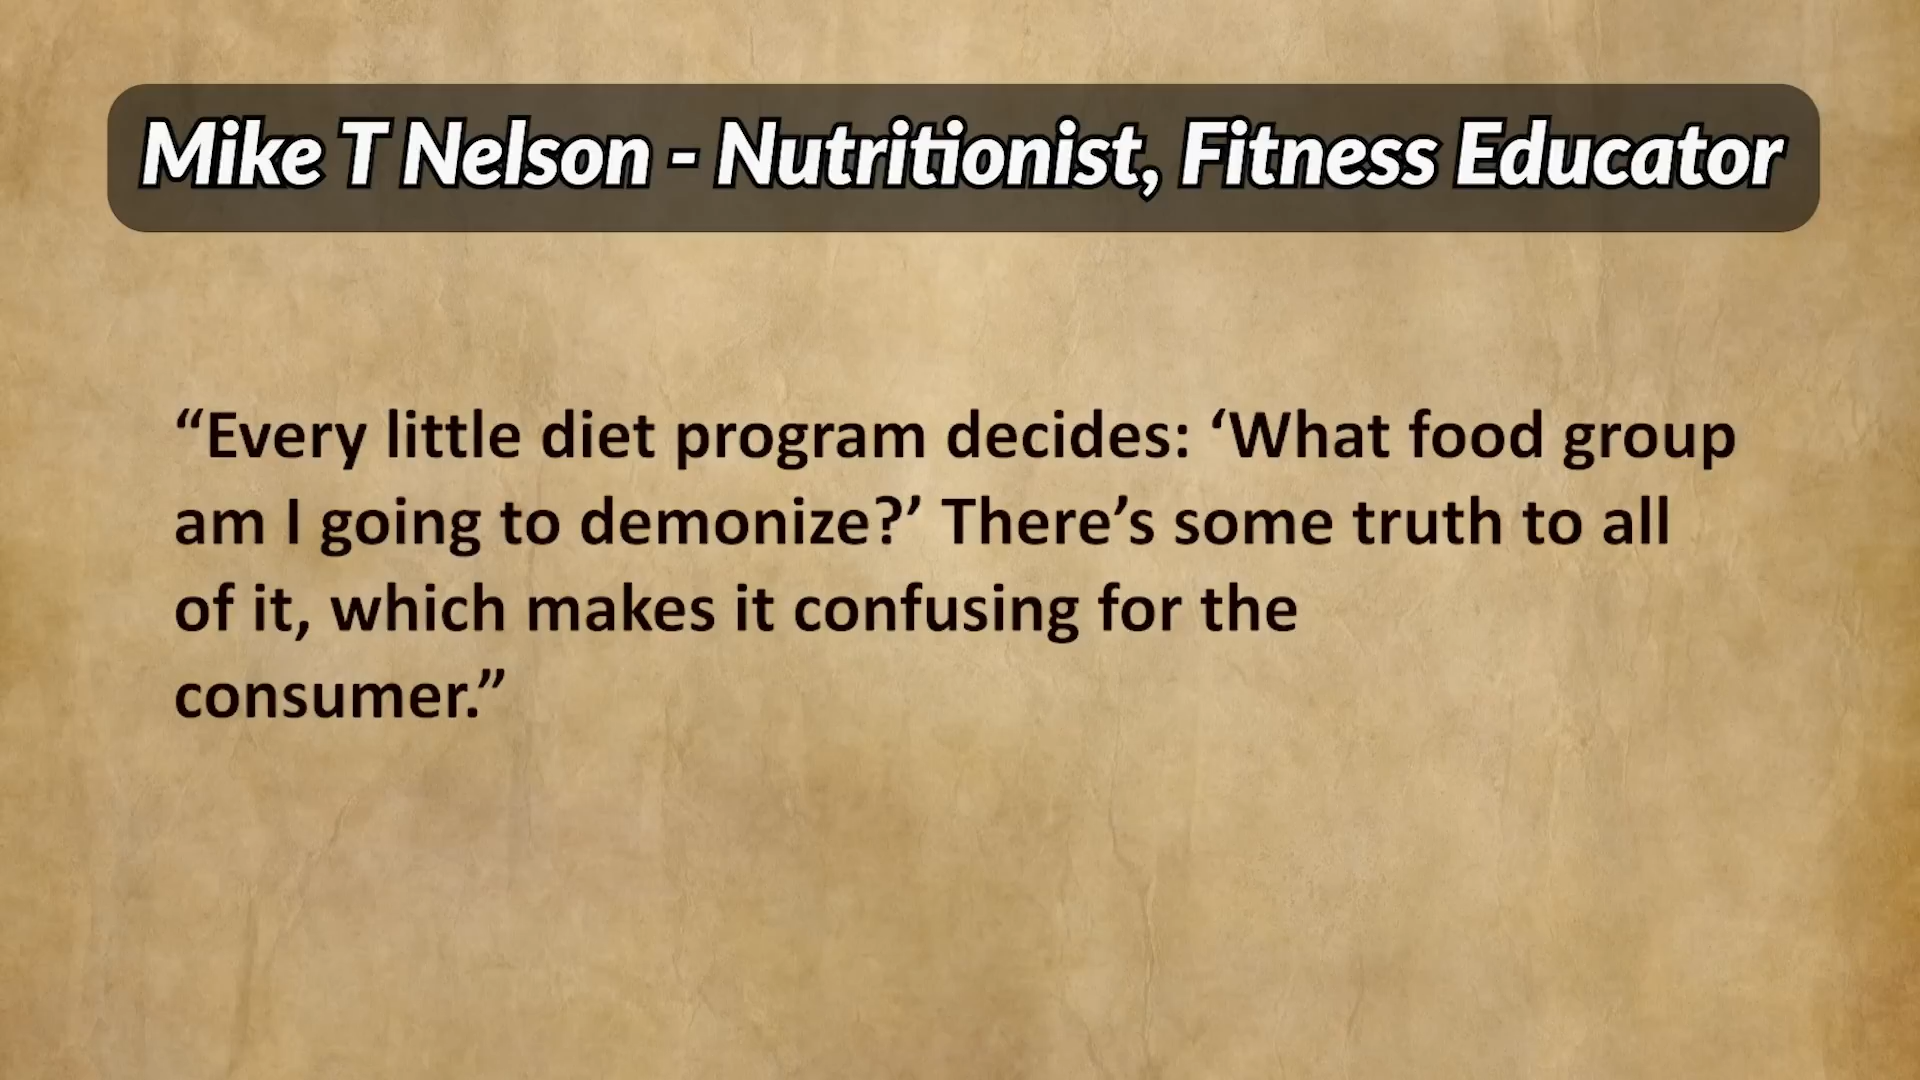 Mike T Nelson - Nutritionist, Fitness Educator
“Every little diet program decides: ‘What food group
am I going to demonize?’ There’s some truth to all
of it, which makes it confusing for the
consumer.”